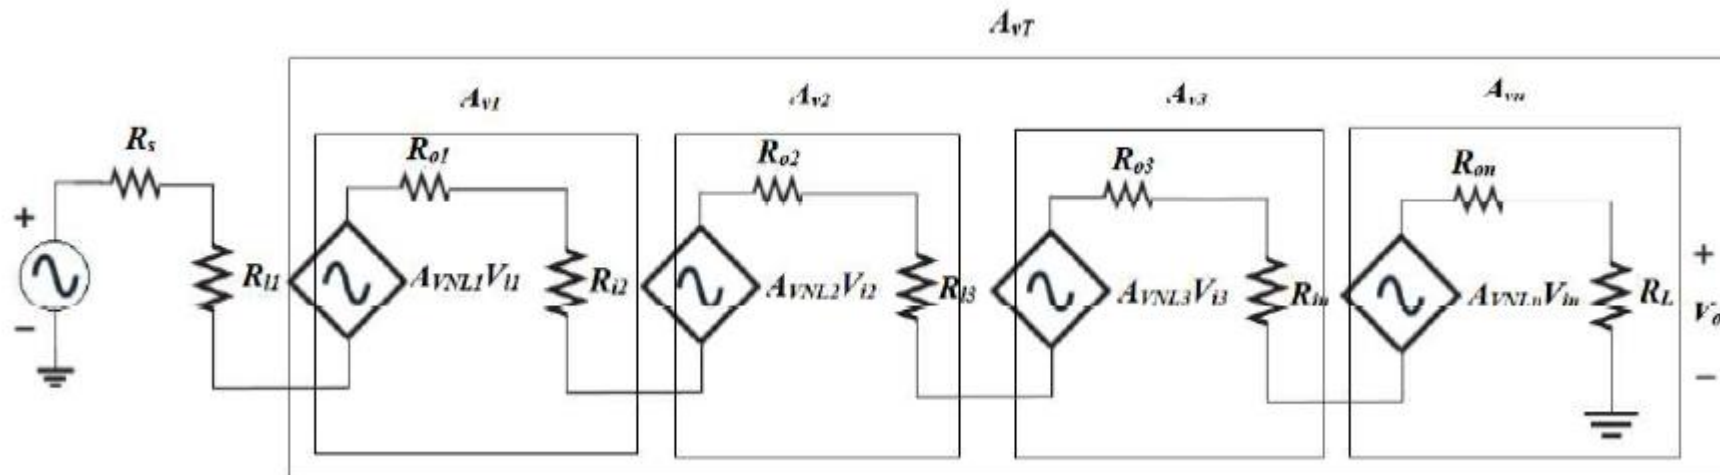 AvT
Av1 Av2 Av3 Avn
Rs Ro1 Ro2 Ro3 Ron
+ +
Ri1 AVNL1Vi1 Ri2 AVNL2Vi2 Ri3 AVNL3Vi3 Rin AVNLnVin RL
Vo
− −